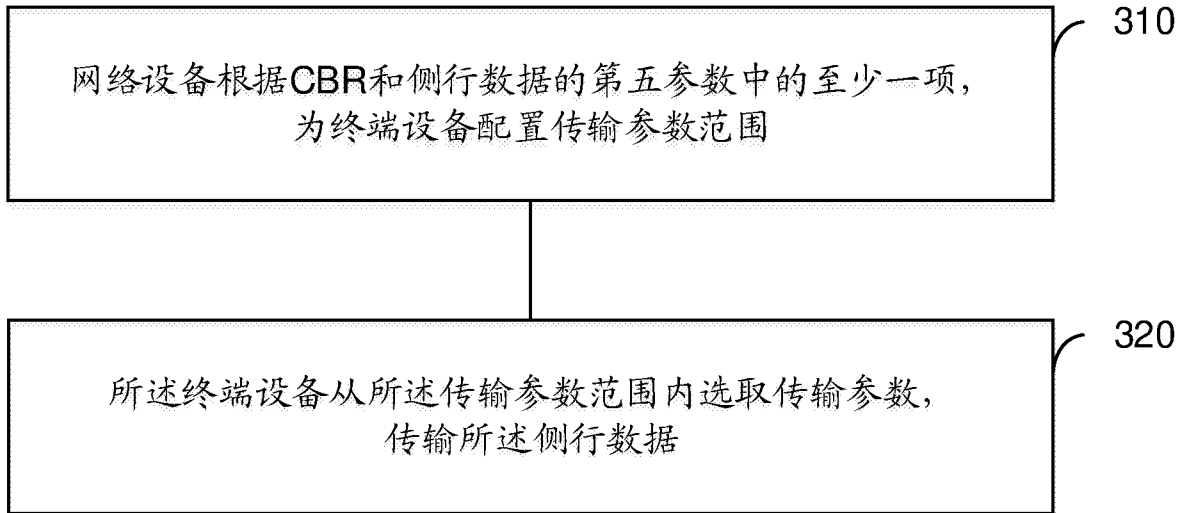 310
网络设备根据CBR和侧行数据的第五参数中的至少一项，
为终端设备配置传输参数范围
320
所述终端设备从所述传输参数范围内选取传输参数，
传输所述侧行数据